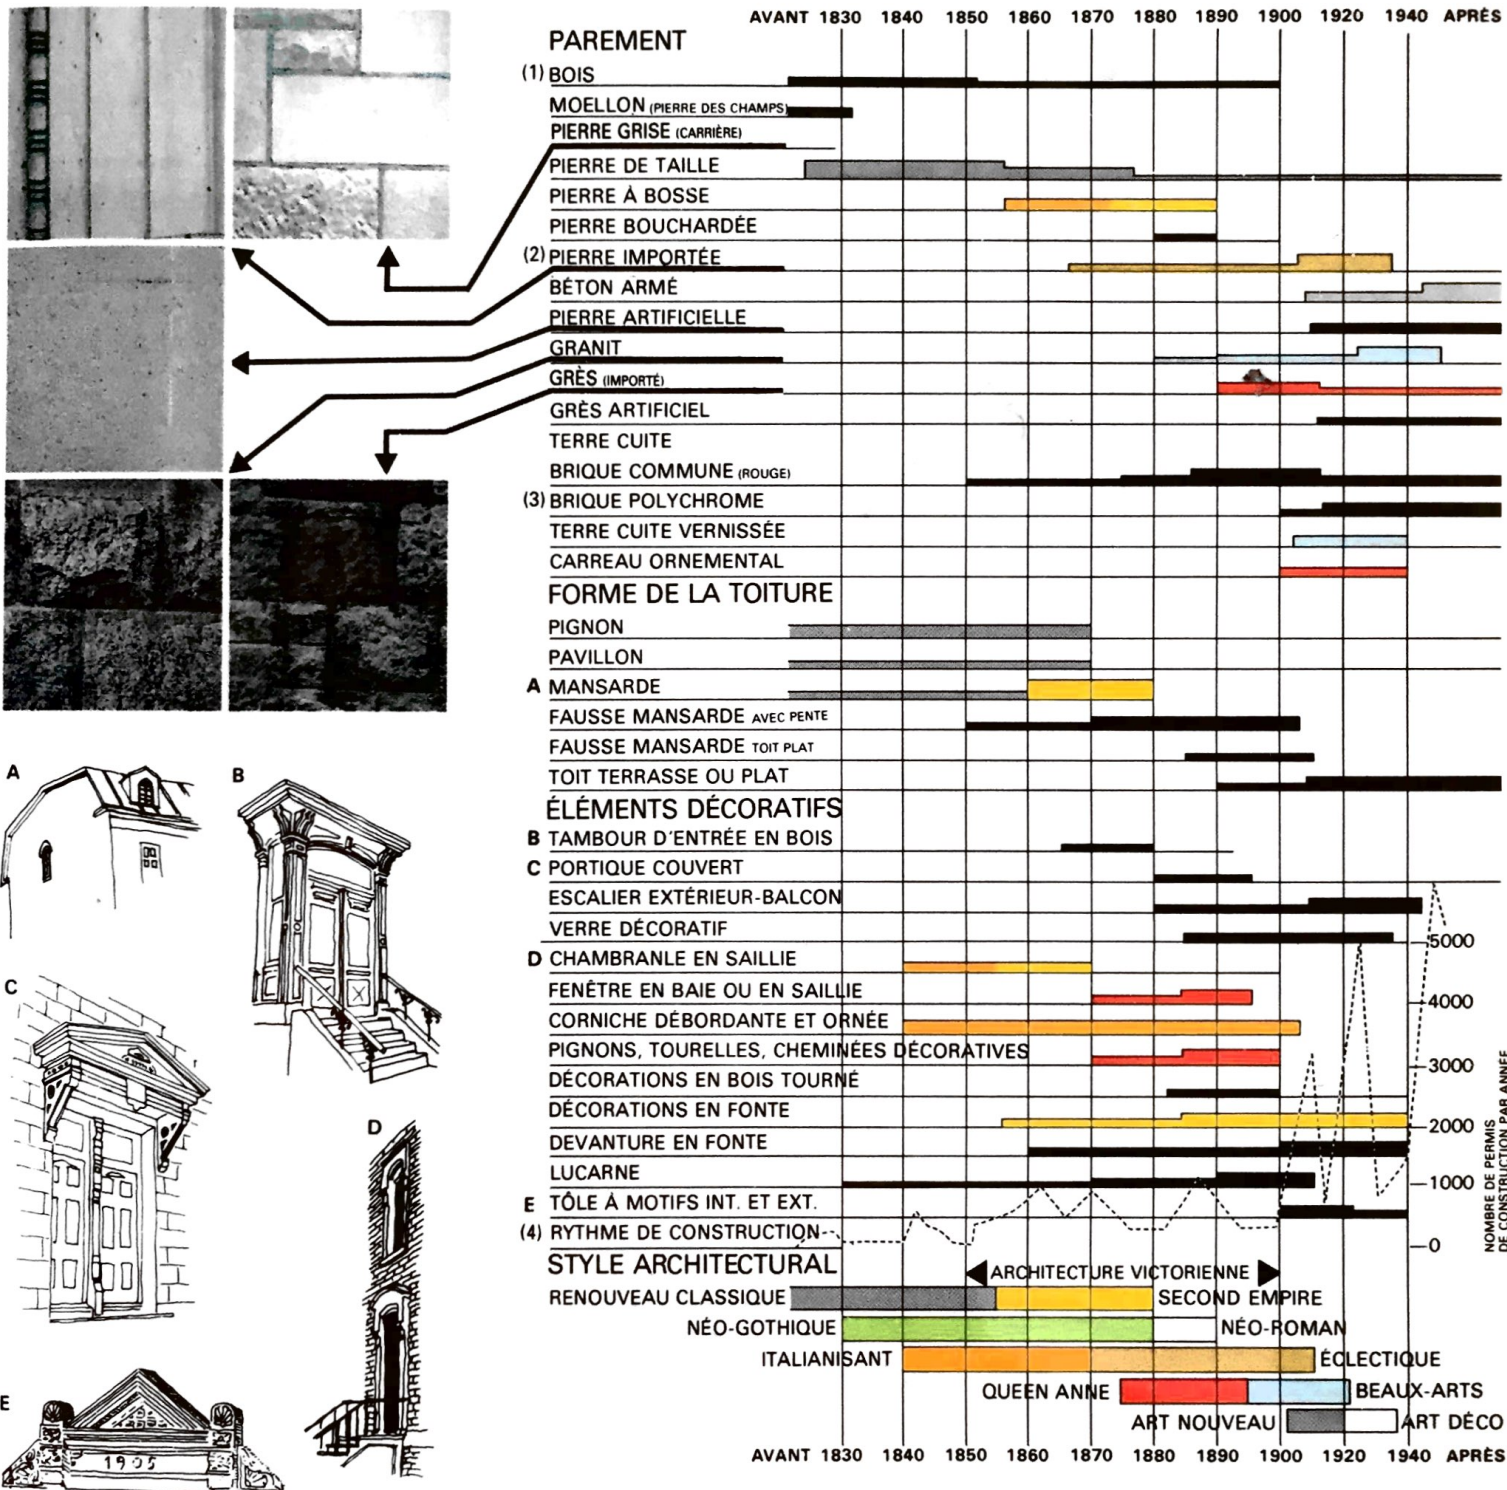 AVANT 1830 1840 1850 1860 1870 1880 1890 1900 1920 1940 APRÈS
PAREMENT
(1) BOIS
MOELLON (PIERRE DES CHAMPS)
PIERRE GRISE (CARRIÈRE)
PIERRE DE TAILLE
PIERRE À BOSSE
PIERRE BOUCHARDÉE
(2) PIERRE IMPORTÉE
BÉTON ARMÉ
PIERRE ARTIFICIELLE
GRANIT
GRÈS (IMPORTÉ)
GRÈS ARTIFICIEL
TERRE CUITE
BRIQUE COMMUNE (ROUGE)
(3) BRIQUE POLYCHROME
TERRE CUITE VERNISSÉE
CARREAU ORNEMENTAL
FORME DE LA TOITURE
PIGNON
PAVILLON
A MANSARDE
FAUSSE MANSARDE AVEC PENTE
FAUSSE MANSARDE TOIT PLAT
TOIT TERRASSE OU PLAT
ÉLÉMENTS DÉCORATIFS
B TAMBOUR D'ENTRÉE EN BOIS
C PORTIQUE COUVERT
ESCALIER EXTÉRIEUR-BALCON
VERRE DÉCORATIF
5000
D CHAMBRANLE EN SAILLIE
FENÊTRE EN BAIE OU EN SAILLIE
4000
CORNICHE DÉBORDANTE ET ORNÉE
PIGNONS, TOURELLES, CHEMINÉES DÉCORATIVES
3000
DÉCORATIONS EN BOIS TOURNÉ
DÉCORATIONS EN FONTE
2000
DEVANTURE EN FONTE
LUCARNE
1000
E TÔLE À MOTIFS INT. ET EXT.
(4) RYTHME DE CONSTRUCTION
0
NOMBRE DE PERMIS
DE CONSTRUCTION PAR ANNÉE
STYLE ARCHITECTURAL
ARCHITECTURE VICTORIENNE
RENOUVEAU CLASSIQUE SECOND EMPIRE
NÉO-GOTHIQUE NÉO-ROMAN
ITALIANISANT ÉCLECTIQUE
QUEEN ANNE BEAUX-ARTS
ART NOUVEAU ART DÉCO
AVANT 1830 1840 1850 1860 1870 1880 1890 1900 1920 1940 APRÈS
A
B
C
D
E
1905